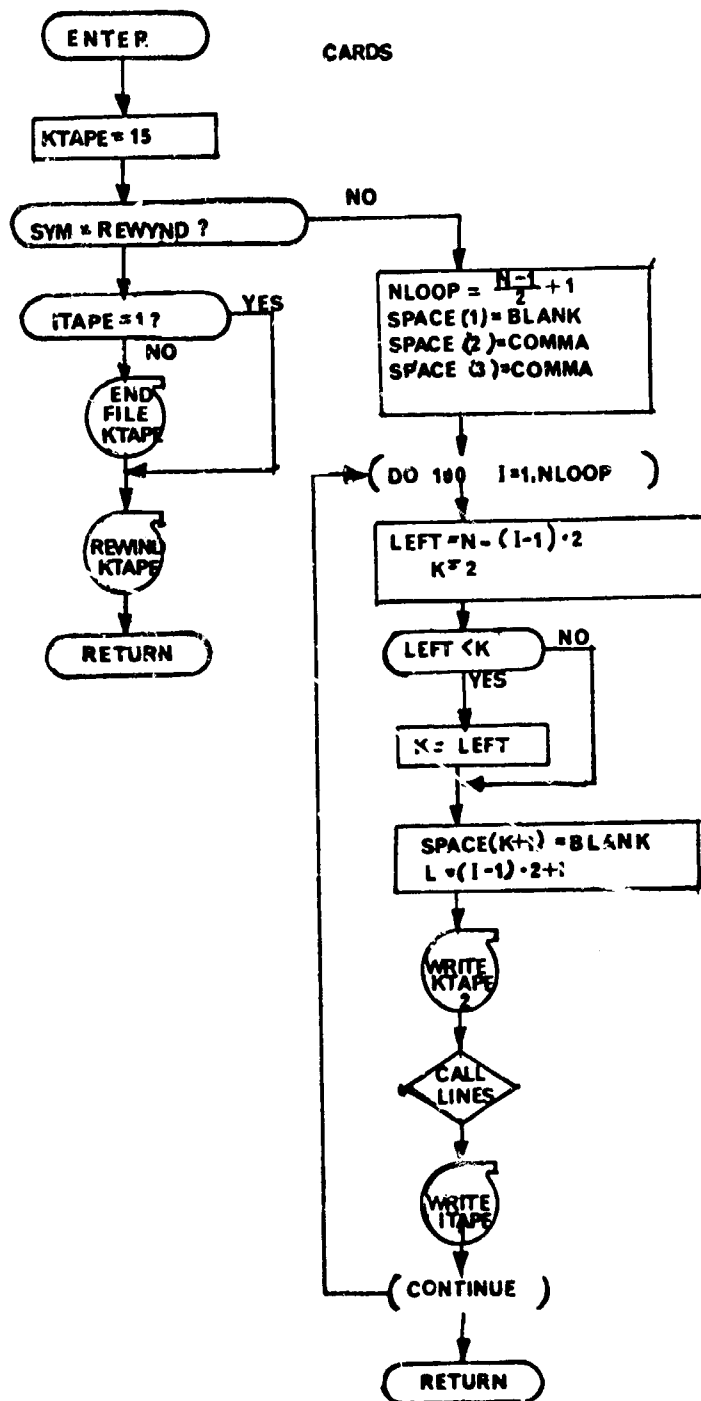 ENTER
CARDS
KTAPE = 15
SYM = REWYND ?
NO
ITAPE = 1 ?
YES
NO
END
FILE
KTAPE
REWIND
KTAPE
RETURN
NLOOP = N-1/2 + 1
SPACE (1) = BLANK
SPACE (2) = COMMA
SPACE (3) = COMMA
( DO 100 I = 1, NLOOP )
LEFT = N - (I-1) · 2
K = 2
LEFT < K
NO
YES
K = LEFT
SPACE(K+1) = BLANK
L = (I-1) · 2+1
WRITE
KTAPE
2
CALL
LINES
WRITE
ITAPE
( CONTINUE )
RETURN